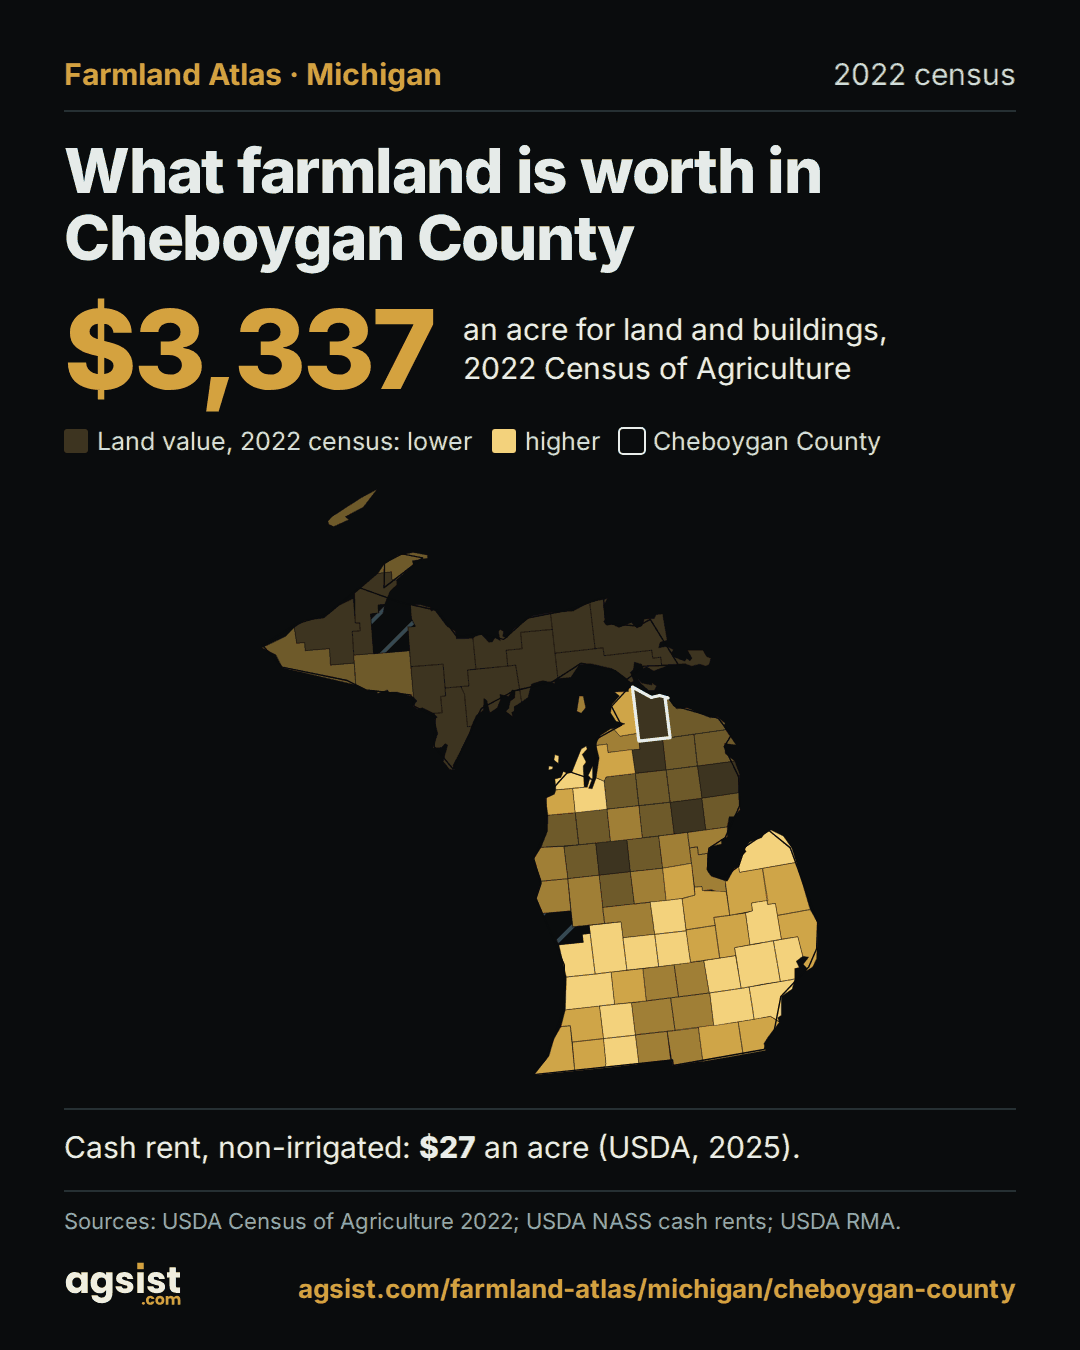 Farmland Atlas · Michigan
2022 census
What farmland is worth in
Cheboygan County
$3,337
an acre for land and buildings,
2022 Census of Agriculture
Land value, 2022 census: lower
higher
Cheboygan County
Cash rent, non-irrigated: $27 an acre (USDA, 2025).
Sources: USDA Census of Agriculture 2022; USDA NASS cash rents; USDA RMA.
agsist
.com
agsist.com/farmland-atlas/michigan/cheboygan-county